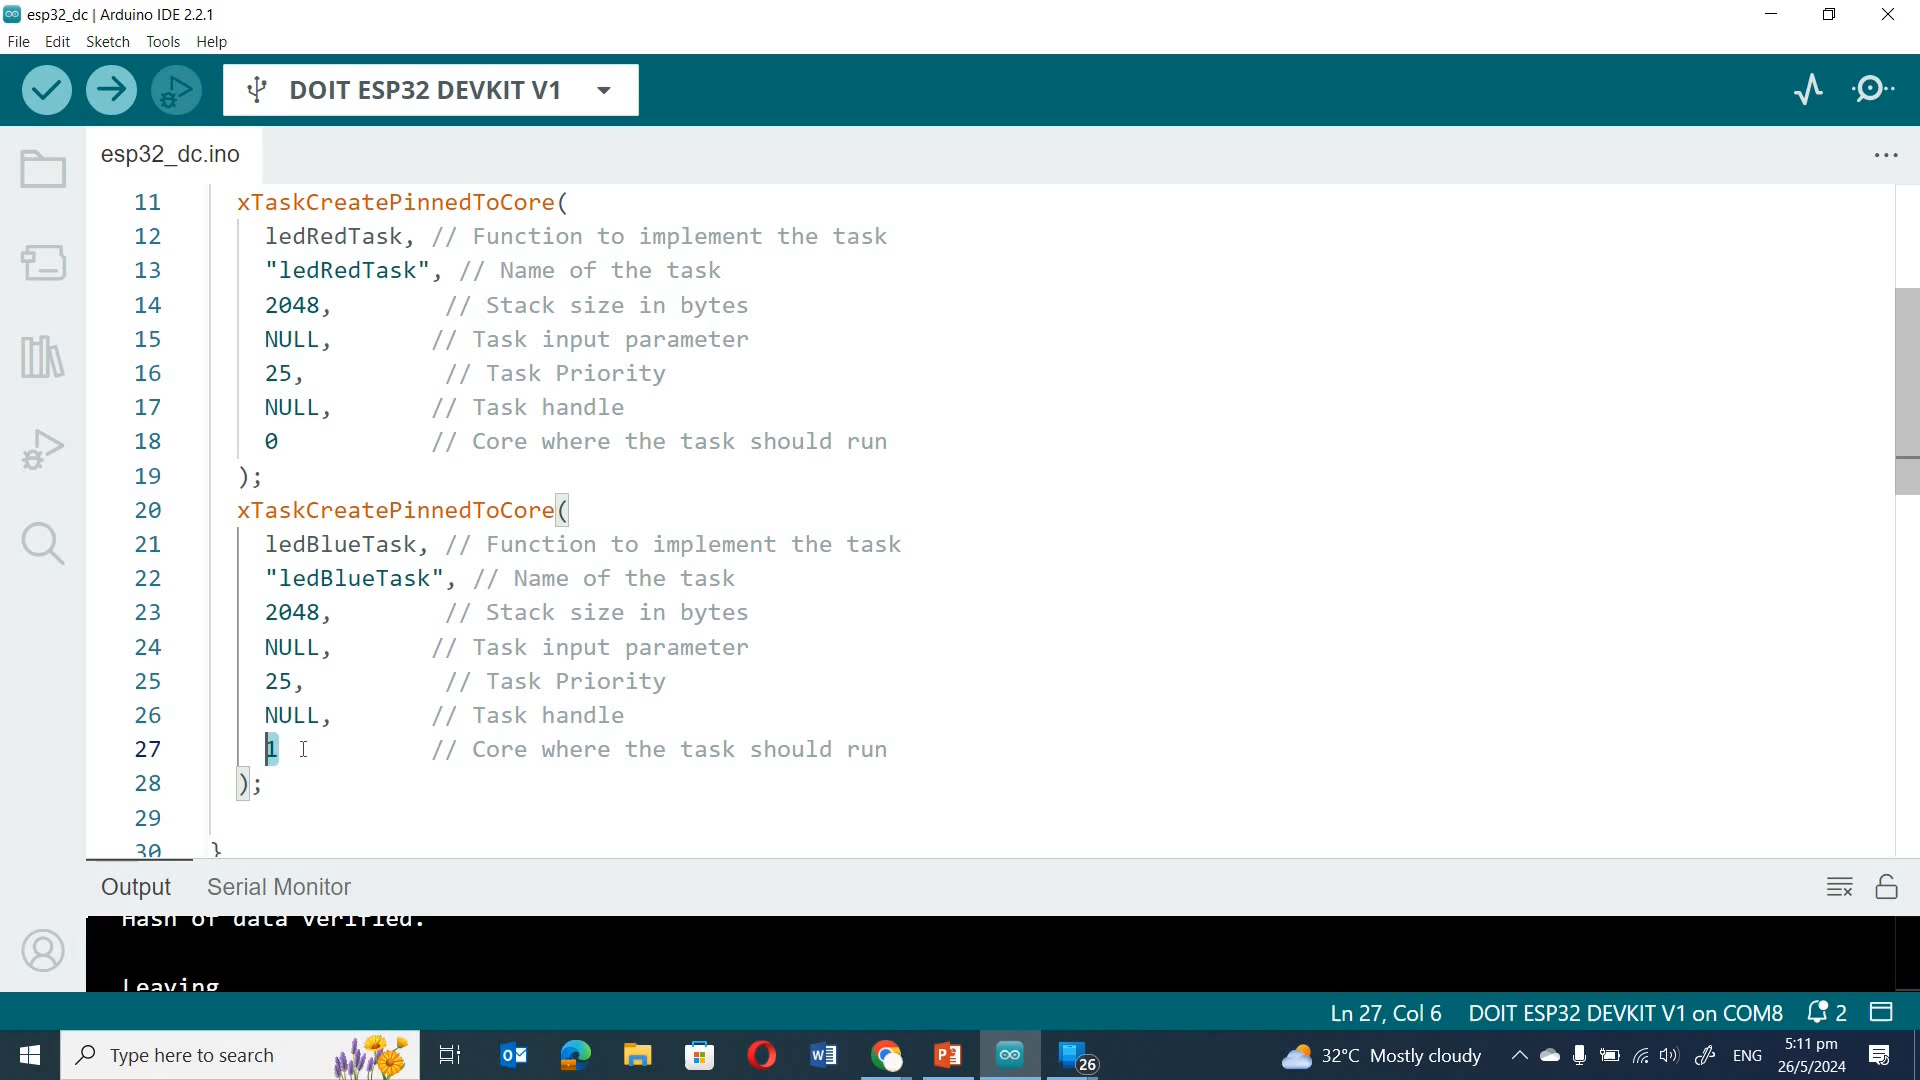 esp32_dc | Arduino IDE 2.2.1
File Edit Sketch Tools Help
DOIT ESP32 DEVKIT V1
esp32_dc.ino
11 xTaskCreatePinnedToCore(
12 ledRedTask, // Function to implement the task
13 "ledRedTask", // Name of the task
14 2048, // Stack size in bytes
15 NULL, // Task input parameter
16 25, // Task Priority
17 NULL, // Task handle
18 0 // Core where the task should run
19 );
20 xTaskCreatePinnedToCore(
21 ledBlueTask, // Function to implement the task
22 "ledBlueTask", // Name of the task
23 2048, // Stack size in bytes
24 NULL, // Task input parameter
25 25, // Task Priority
26 NULL, // Task handle
27 1 // Core where the task should run
28 );
29
30 }
Output Serial Monitor
Hash of data verified.
Leaving
Ln 27, Col 6 DOIT ESP32 DEVKIT V1 on COM8 2
Type here to search
26
32°C Mostly cloudy
ENG
5:11 pm
26/5/2024